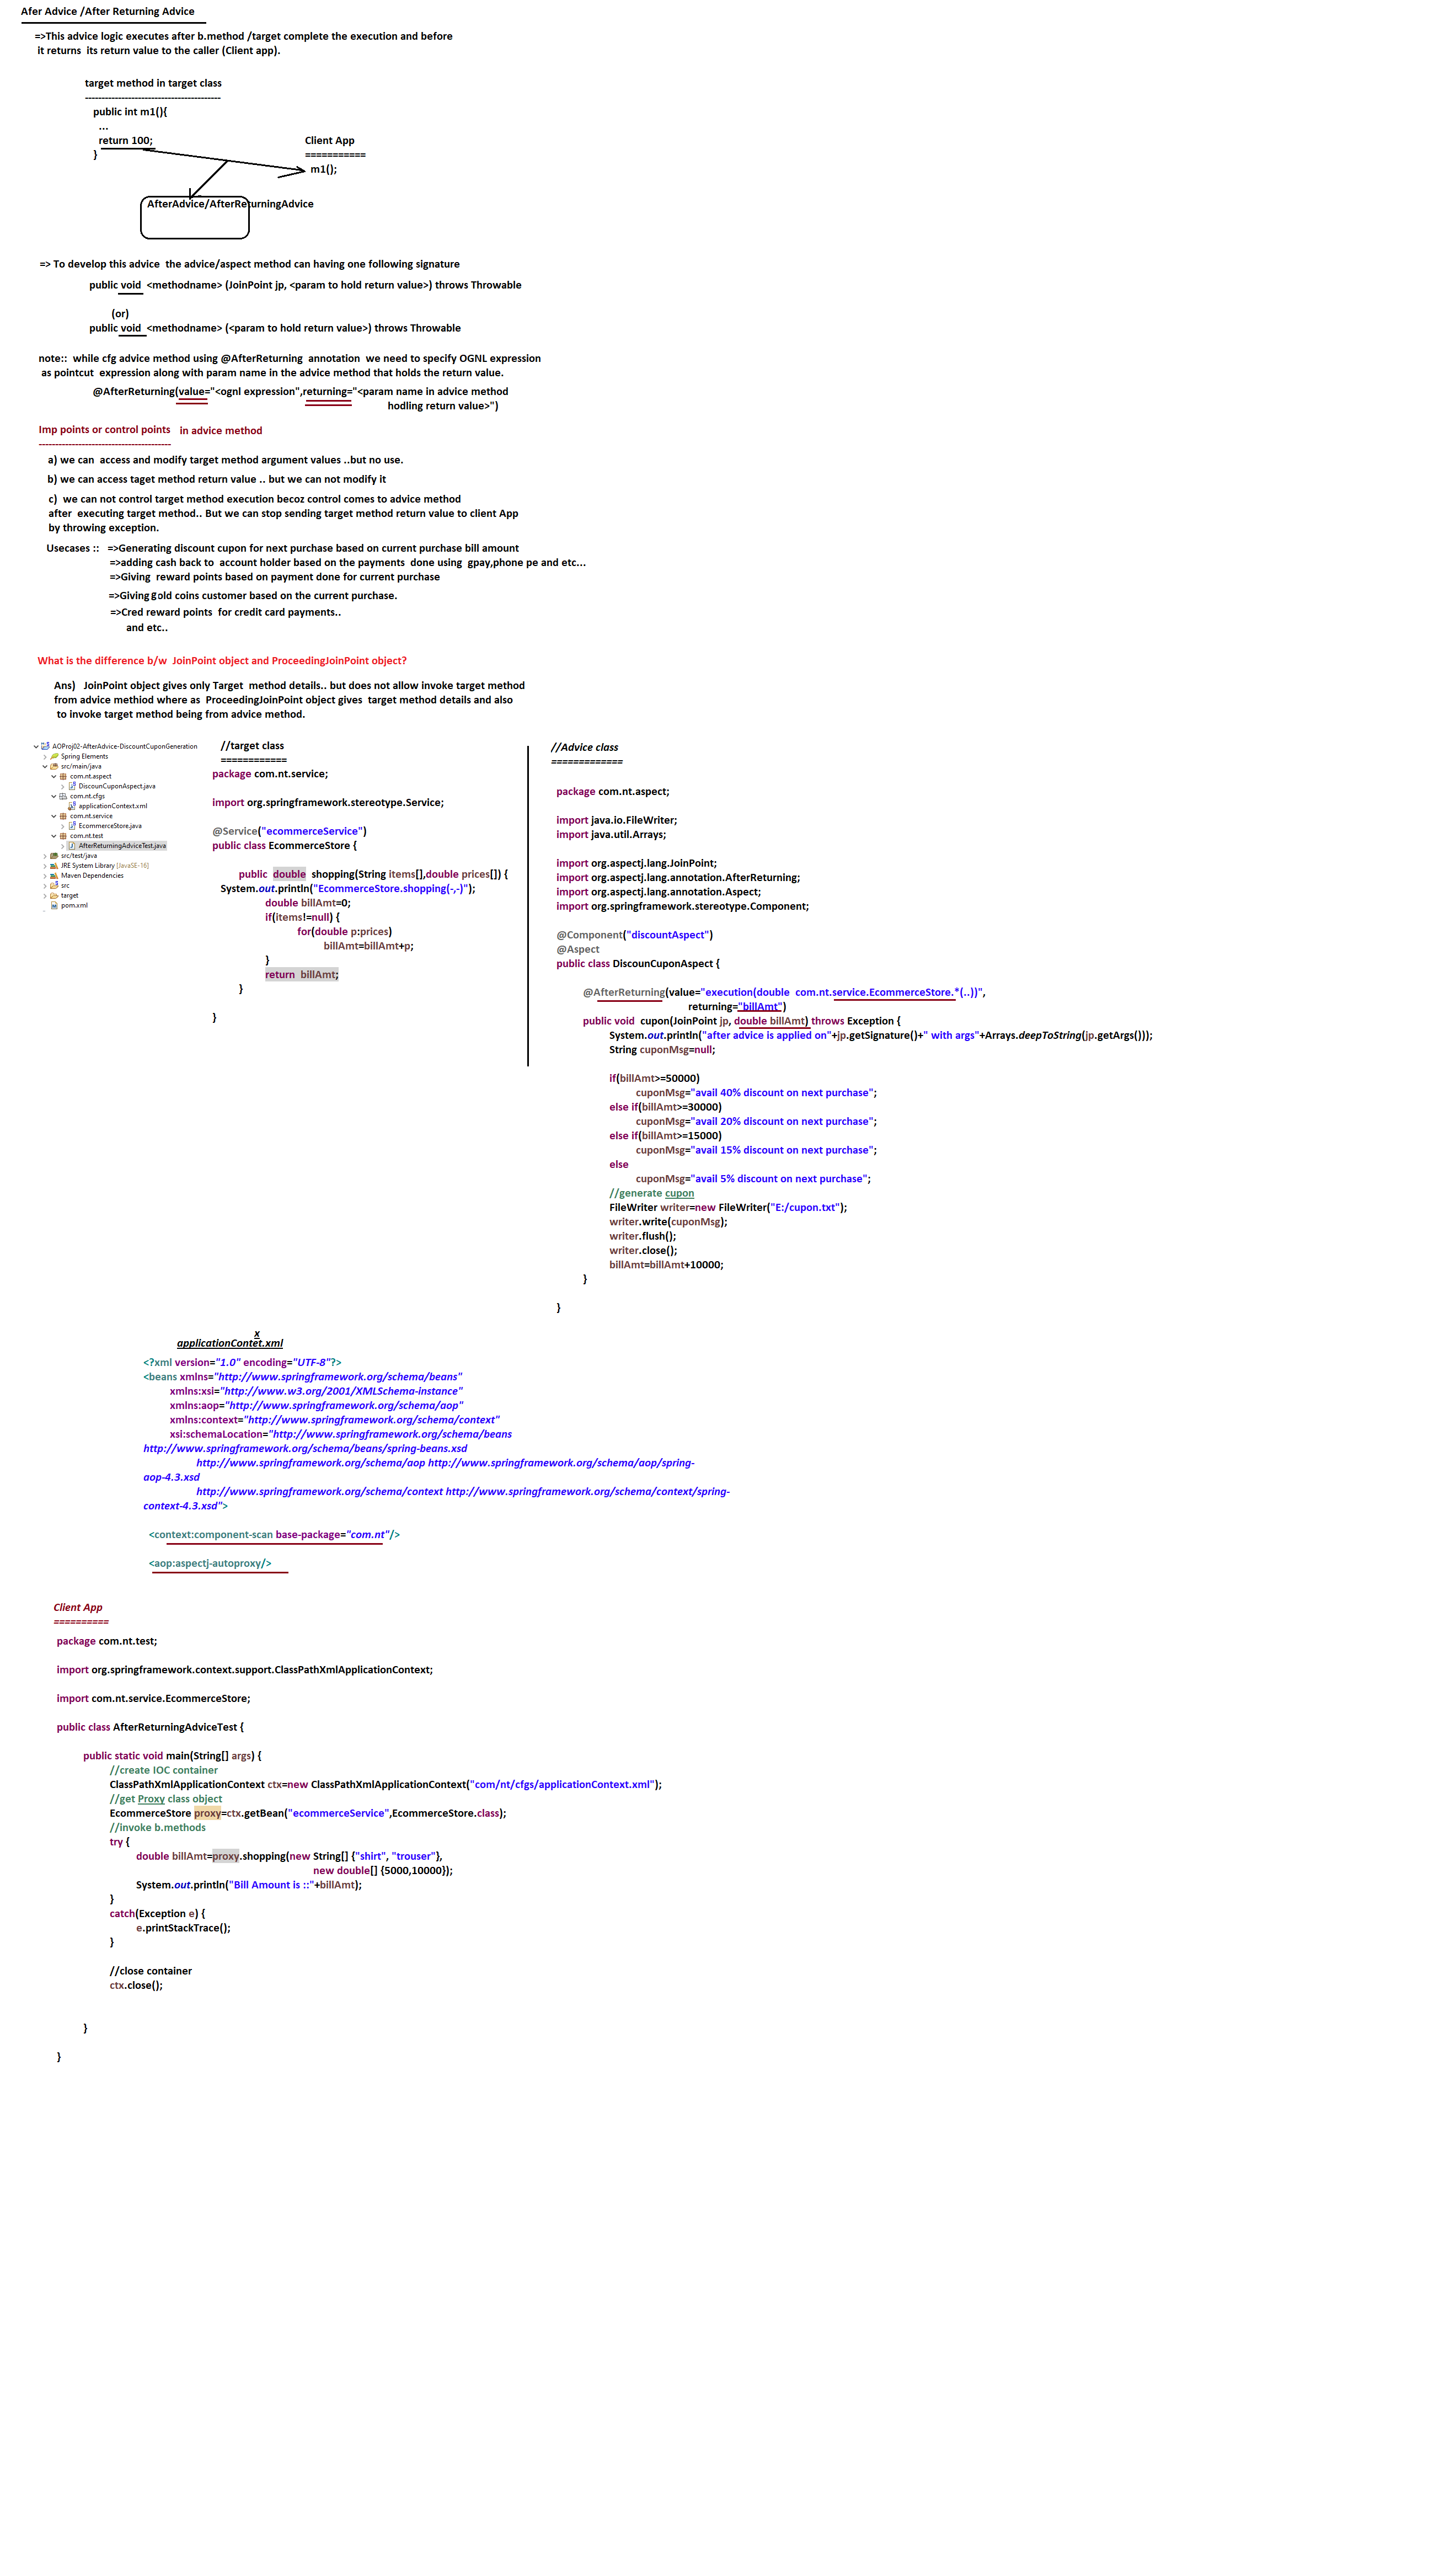 Afer Advice /After Returning Advice
=>This advice logic executes after b.method /target complete the execution and before
it returns  its return value to the caller (Client app).
target method in target class
-----------------------------------------
public int m1(){
...
return 100;
}
Client App
===========
m1();
AfterAdvice/AfterReturningAdvice
=> To develop this advice  the advice/aspect method can having one following signature
public void  <methodname> (JoinPoint jp, <param to hold return value>) throws Throwable
(or)
public void  <methodname> (<param to hold return value>) throws Throwable
note::  while cfg advice method using @AfterReturning  annotation  we need to specify OGNL expression
as pointcut  expression along with param name in the advice method that holds the return value.
@AfterReturning(value="<ognl expression",returning="<param name in advice method
hodling return value>")
Imp points or control points   in advice method
----------------------------------------
a) we can  access and modify target method argument values ..but no use.
b) we can access taget method return value .. but we can not modify it
c)  we can not control target method execution becoz control comes to advice method
after  executing target method.. But we can stop sending target method return value to client App
by throwing exception.
Usecases ::   =>Generating discount cupon for next purchase based on current purchase bill amount
=>adding cash back to  account holder based on the payments  done using  gpay,phone pe and etc...
=>Giving  reward points based on payment done for current purchase
=>Giving gold coins customer based on the current purchase.
=>Cred reward points  for credit card payments..
and etc..
What is the difference b/w  JoinPoint object and ProceedingJoinPoint object?
Ans)   JoinPoint object gives only Target  method details.. but does not allow invoke target method
from advice methiod where as  ProceedingJoinPoint object gives  target method details and also
to invoke target method being from advice method.
AOProj02-AfterAdvice-DiscountCuponGeneration
Spring Elements
src/main/java
com.nt.aspect
DiscounCuponAspect.java
com.nt.cfgs
applicationContext.xml
com.nt.service
EcommerceStore.java
com.nt.test
AfterReturningAdviceTest.java
src/test/java
JRE System Library [JavaSE-16]
Maven Dependencies
src
target
pom.xml
//target class
============
package com.nt.service;
import org.springframework.stereotype.Service;
@Service("ecommerceService")
public class EcommerceStore {
public  double  shopping(String items[],double prices[]) {
System.out.println("EcommerceStore.shopping(-,-)");
double billAmt=0;
if(items!=null) {
for(double p:prices)
billAmt=billAmt+p;
}
return  billAmt;
}
}
//Advice class
=============
package com.nt.aspect;
import java.io.FileWriter;
import java.util.Arrays;
import org.aspectj.lang.JoinPoint;
import org.aspectj.lang.annotation.AfterReturning;
import org.aspectj.lang.annotation.Aspect;
import org.springframework.stereotype.Component;
@Component("discountAspect")
@Aspect
public class DiscounCuponAspect {
@AfterReturning(value="execution(double  com.nt.service.EcommerceStore.*(..))",
returning="billAmt")
public void  cupon(JoinPoint jp, double billAmt) throws Exception {
System.out.println("after advice is applied on"+jp.getSignature()+" with args"+Arrays.deepToString(jp.getArgs()));
String cuponMsg=null;
if(billAmt>=50000)
cuponMsg="avail 40% discount on next purchase";
else if(billAmt>=30000)
cuponMsg="avail 20% discount on next purchase";
else if(billAmt>=15000)
cuponMsg="avail 15% discount on next purchase";
else
cuponMsg="avail 5% discount on next purchase";
//generate cupon
FileWriter writer=new FileWriter("E:/cupon.txt");
writer.write(cuponMsg);
writer.flush();
writer.close();
billAmt=billAmt+10000;
}
}
x
applicationContet.xml
<?xml version="1.0" encoding="UTF-8"?>
<beans xmlns="http://www.springframework.org/schema/beans"
xmlns:xsi="http://www.w3.org/2001/XMLSchema-instance"
xmlns:aop="http://www.springframework.org/schema/aop"
xmlns:context="http://www.springframework.org/schema/context"
xsi:schemaLocation="http://www.springframework.org/schema/beans
http://www.springframework.org/schema/beans/spring-beans.xsd
http://www.springframework.org/schema/aop http://www.springframework.org/schema/aop/spring-
aop-4.3.xsd
http://www.springframework.org/schema/context http://www.springframework.org/schema/context/spring-
context-4.3.xsd">
<context:component-scan base-package="com.nt"/>
<aop:aspectj-autoproxy/>
Client App
==========
package com.nt.test;
import org.springframework.context.support.ClassPathXmlApplicationContext;
import com.nt.service.EcommerceStore;
public class AfterReturningAdviceTest {
public static void main(String[] args) {
//create IOC container
ClassPathXmlApplicationContext ctx=new ClassPathXmlApplicationContext("com/nt/cfgs/applicationContext.xml");
//get Proxy class object
EcommerceStore proxy=ctx.getBean("ecommerceService",EcommerceStore.class);
//invoke b.methods
try {
double billAmt=proxy.shopping(new String[] {"shirt", "trouser"},
new double[] {5000,10000});
System.out.println("Bill Amount is ::"+billAmt);
}
catch(Exception e) {
e.printStackTrace();
}
//close container
ctx.close();
}
}